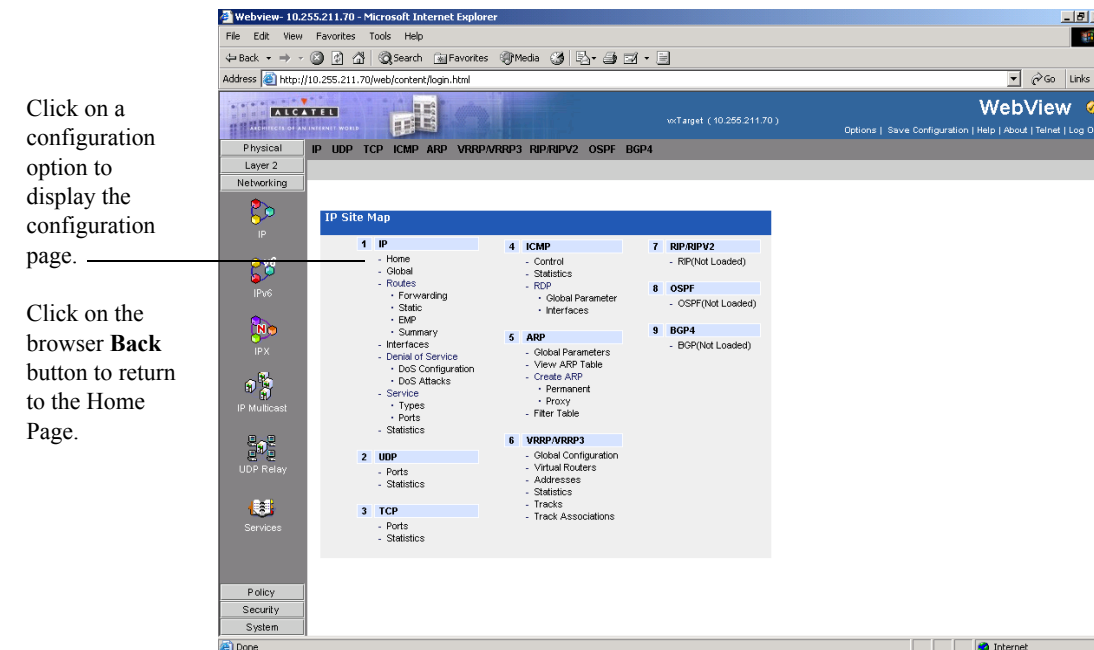 Click on a
configuration
option to
display the
configuration
page.
Click on the
browser Back
button to return
to the Home
Page.
Webview- 10.255.211.70 - Microsoft Internet Explorer
File Edit View Favorites Tools Help
Back Search Favorites Media
Address http://10.255.211.70/web/content/login.html Go Links
ALCATEL
ARCHITECTS OF AN INTERNET WORLD
vxTarget ( 10.255.211.70 )
WebView
Options | Save Configuration | Help | About | Telnet | Log O
Physical
Layer 2
Networking
IP UDP TCP ICMP ARP VRRP/VRRP3 RIP/RIPV2 OSPF BGP4
IP
IPv6
IPX
IP Multicast
UDP Relay
Services
Policy
Security
System
IP Site Map
1 IP
- Home
- Global
- Routes
• Forwarding
• Static
• EMP
• Summary
- Interfaces
- Denial of Service
• DoS Configuration
• DoS Attacks
- Service
• Types
• Ports
- Statistics
2 UDP
- Ports
- Statistics
3 TCP
- Ports
- Statistics
4 ICMP
- Control
- Statistics
- RDP
• Global Parameter
• Interfaces
5 ARP
- Global Parameters
- View ARP Table
- Create ARP
• Permanent
• Proxy
- Filter Table
6 VRRP/VRRP3
- Global Configuration
- Virtual Routers
- Addresses
- Statistics
- Tracks
- Track Associations
7 RIP/RIPV2
- RIP(Not Loaded)
8 OSPF
- OSPF(Not Loaded)
9 BGP4
- BGP(Not Loaded)
Done Internet